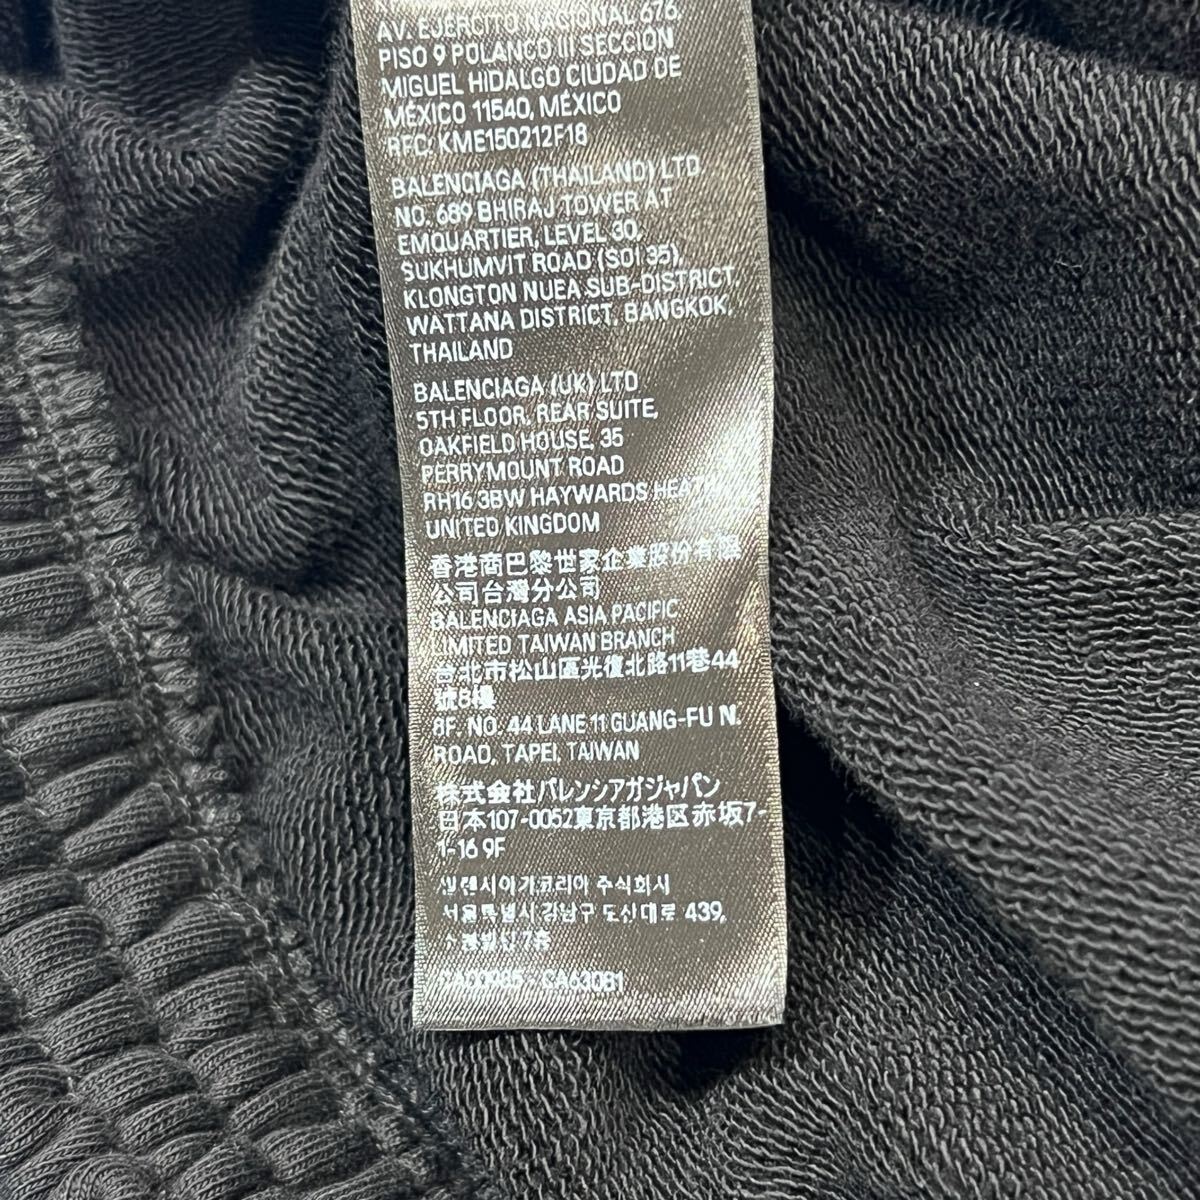 AV. EJERCITO NACIONAL 676
PISO 9 POLANCO III SECCIÓN
MIGUEL HIDALGO CIUDAD DE
MÉXICO 11540, MÉXICO
RFC: KME150212F18
BALENCIAGA (THAILAND) LTD
NO. 689 BHIRAJ TOWER AT
EMQUARTIER, LEVEL 30,
SUKHUMVIT ROAD (SOI 35),
KLONGTON NUEA SUB-DISTRICT,
WATTANA DISTRICT, BANGKOK,
THAILAND
BALENCIAGA (UK) LTD
5TH FLOOR, REAR SUITE,
OAKFIELD HOUSE, 35
PERRYMOUNT ROAD
RH16 3BW HAYWARDS HEATH,
UNITED KINGDOM
香港商巴黎世家企業股份有限
公司台灣分公司
BALENCIAGA ASIA PACIFIC
LIMITED TAIWAN BRANCH
台北市松山區光復北路11巷44
號8樓
8F. NO. 44 LANE 11 GUANG-FU N.
ROAD, TAPEI, TAIWAN
株式会社バレンシアガジャパン
日本107-0052東京都港区赤坂7-
1-16 9F
발렌시아가코리아 주식회사
서울특별시 강남구 도산대로 439,
7층
CA00985 - CA63081